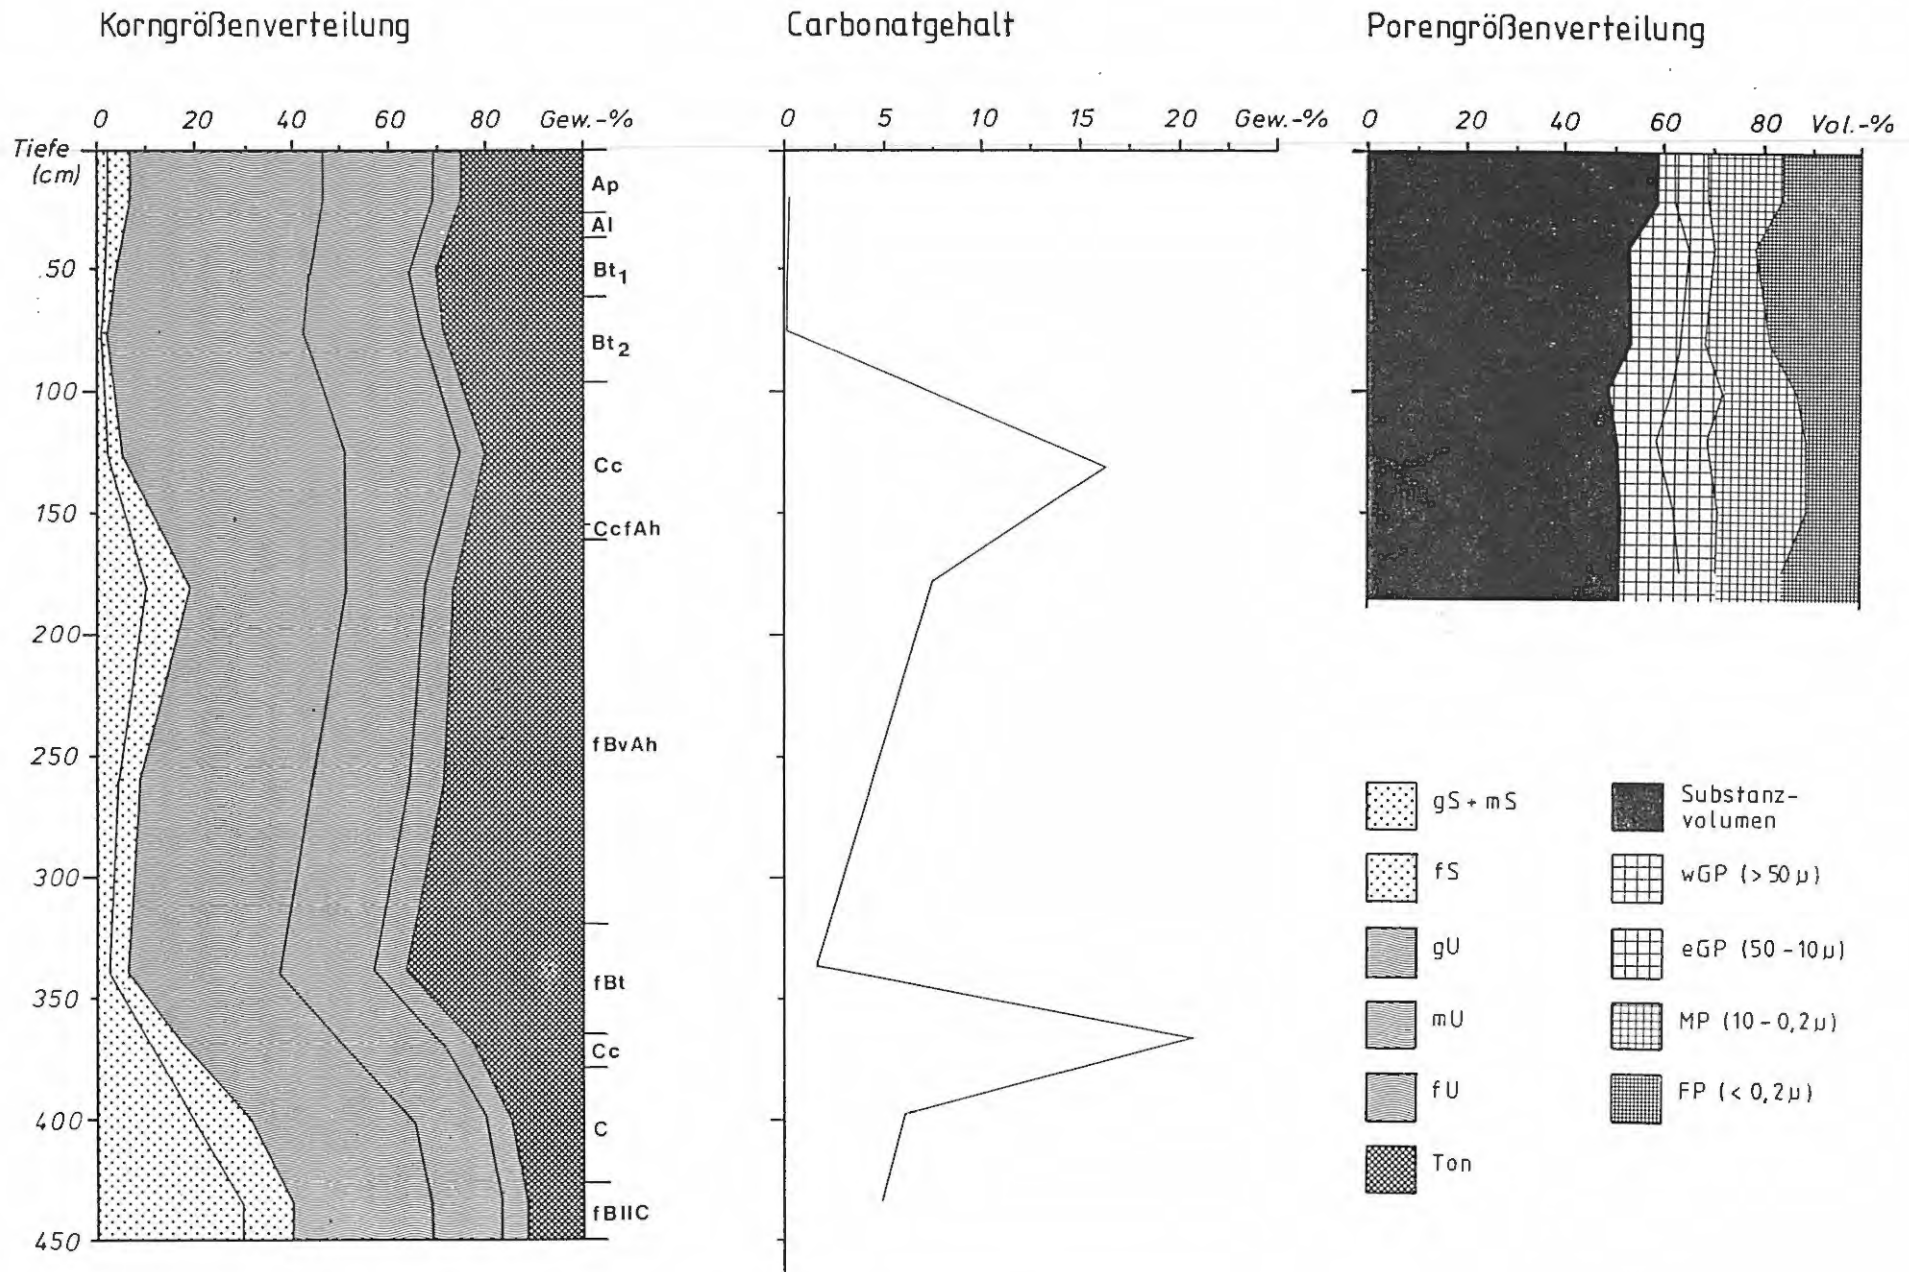 Korngrößenverteilung
Carbonatgehalt
Porengrößenverteilung
0 20 40 60 80 Gew.-%
0 5 10 15 20 Gew.-%
0 20 40 60 80 Vol.-%
Tiefe
(cm)
50
100
150
200
250
300
350
400
450
Ap
Al
Bt1
Bt2
Cc
CcfAh
fBvAh
fBt
Cc
C
fBIIC
gS + mS
fS
gU
mU
fU
Ton
Substanz-
volumen
wGP (>50µ)
eGP (50-10µ)
MP (10-0,2µ)
FP (<0,2µ)